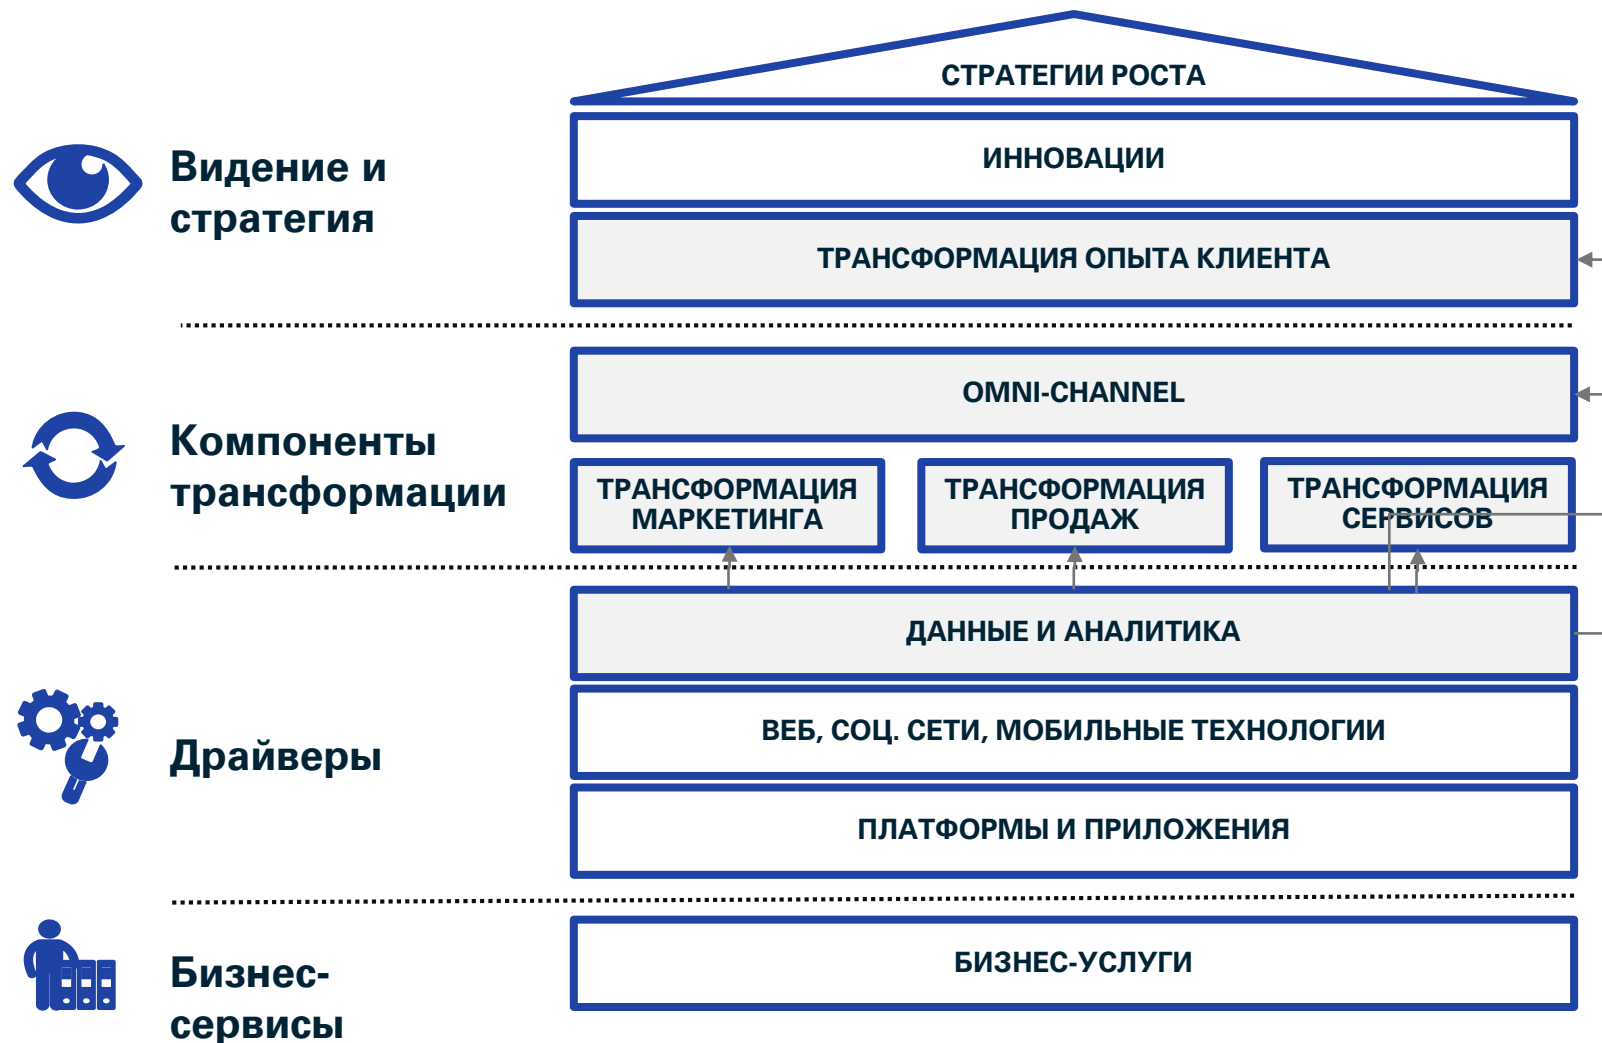 СТРАТЕГИИ РОСТА
Видение и
стратегия
ИННОВАЦИИ
ТРАНСФОРМАЦИЯ ОПЫТА КЛИЕНТА
Компоненты
трансформации
OMNI-CHANNEL
ТРАНСФОРМАЦИЯ
МАРКЕТИНГА
ТРАНСФОРМАЦИЯ
ПРОДАЖ
ТРАНСФОРМАЦИЯ
СЕРВИСОВ
Драйверы
ДАННЫЕ И АНАЛИТИКА
ВЕБ, СОЦ. СЕТИ, МОБИЛЬНЫЕ ТЕХНОЛОГИИ
ПЛАТФОРМЫ И ПРИЛОЖЕНИЯ
Бизнес-
сервисы
БИЗНЕС-УСЛУГИ